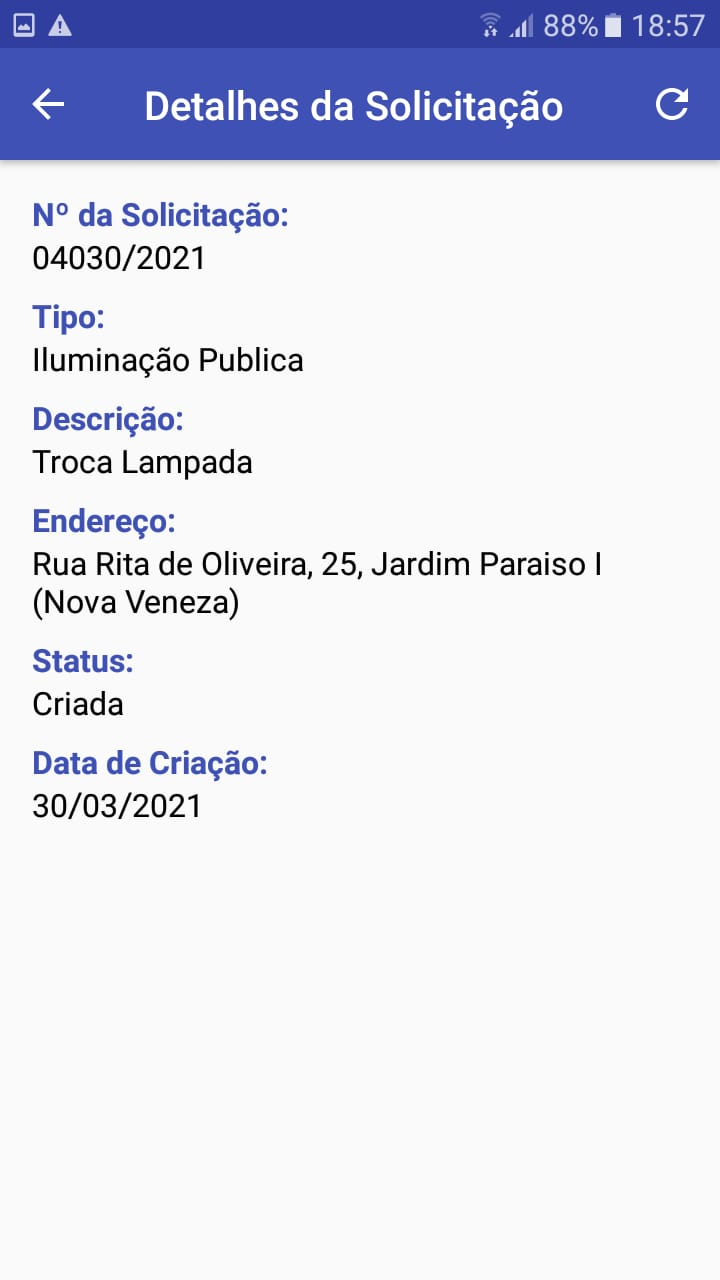 88% 18:57
Detalhes da Solicitação
Nº da Solicitação:
04030/2021
Tipo:
Iluminação Publica
Descrição:
Troca Lampada
Endereço:
Rua Rita de Oliveira, 25, Jardim Paraiso I
(Nova Veneza)
Status:
Criada
Data de Criação:
30/03/2021